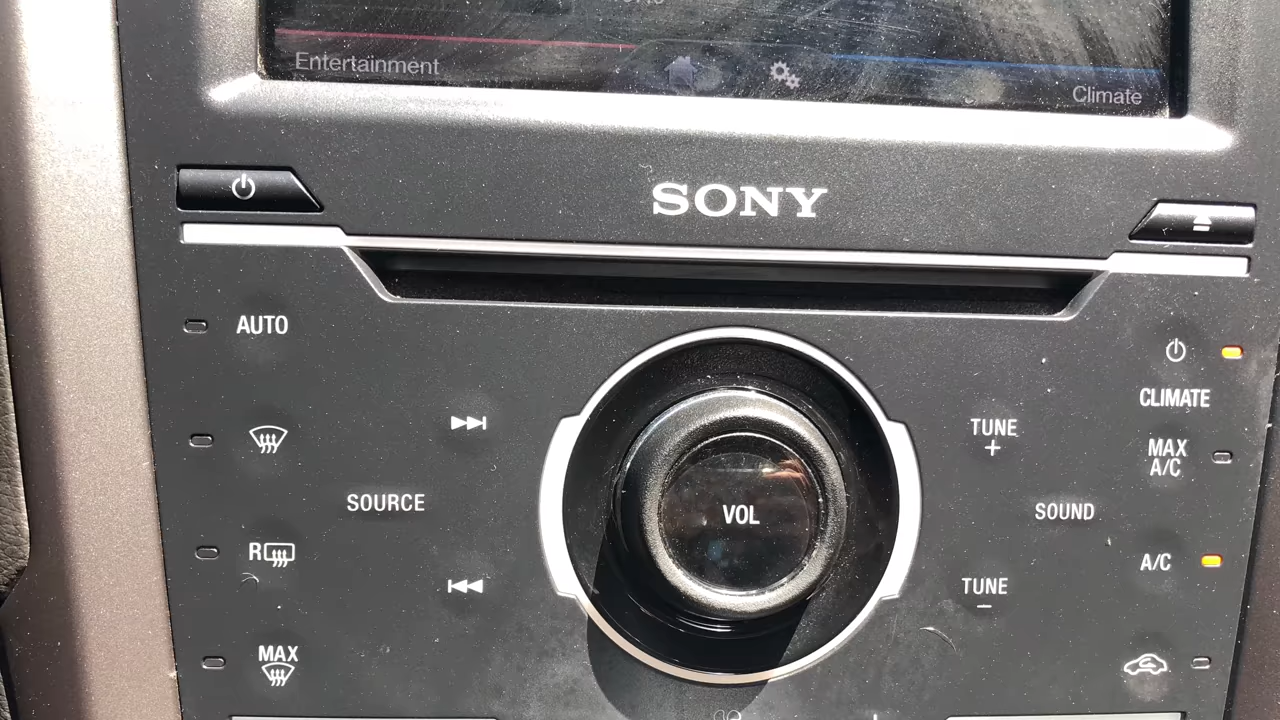 Entertainment
Climate
SONY
AUTO
CLIMATE
TUNE
+
MAX
A/C
SOURCE
VOL
SOUND
R
A/C
TUNE
–
MAX